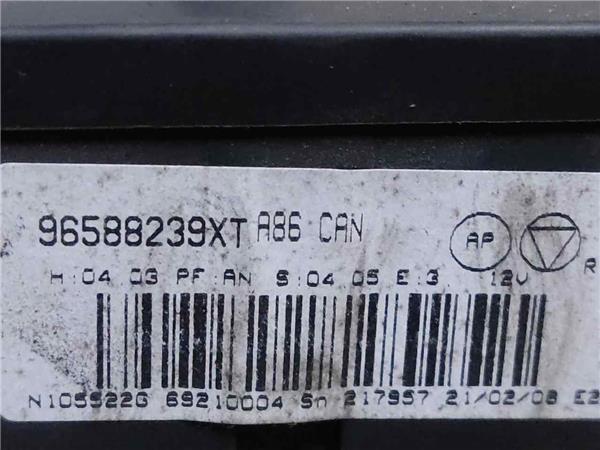 96588239XT A86 CAN AP
H:04.03 PF:AN S:04.05 E:3 12V R
N105922G 69210004 Sn 217957 21/02/08 E2